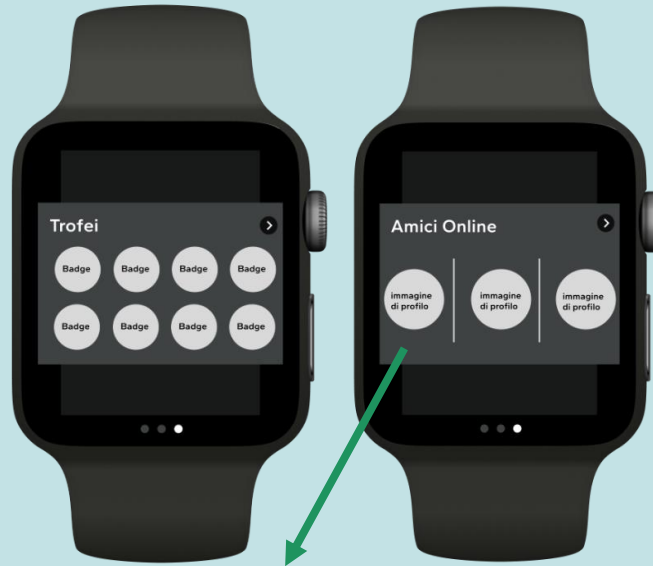 Trofei
Badge Badge Badge Badge
Badge Badge Badge Badge
Amici Online
immagine
di profilo
immagine
di profilo
immagine
di profilo